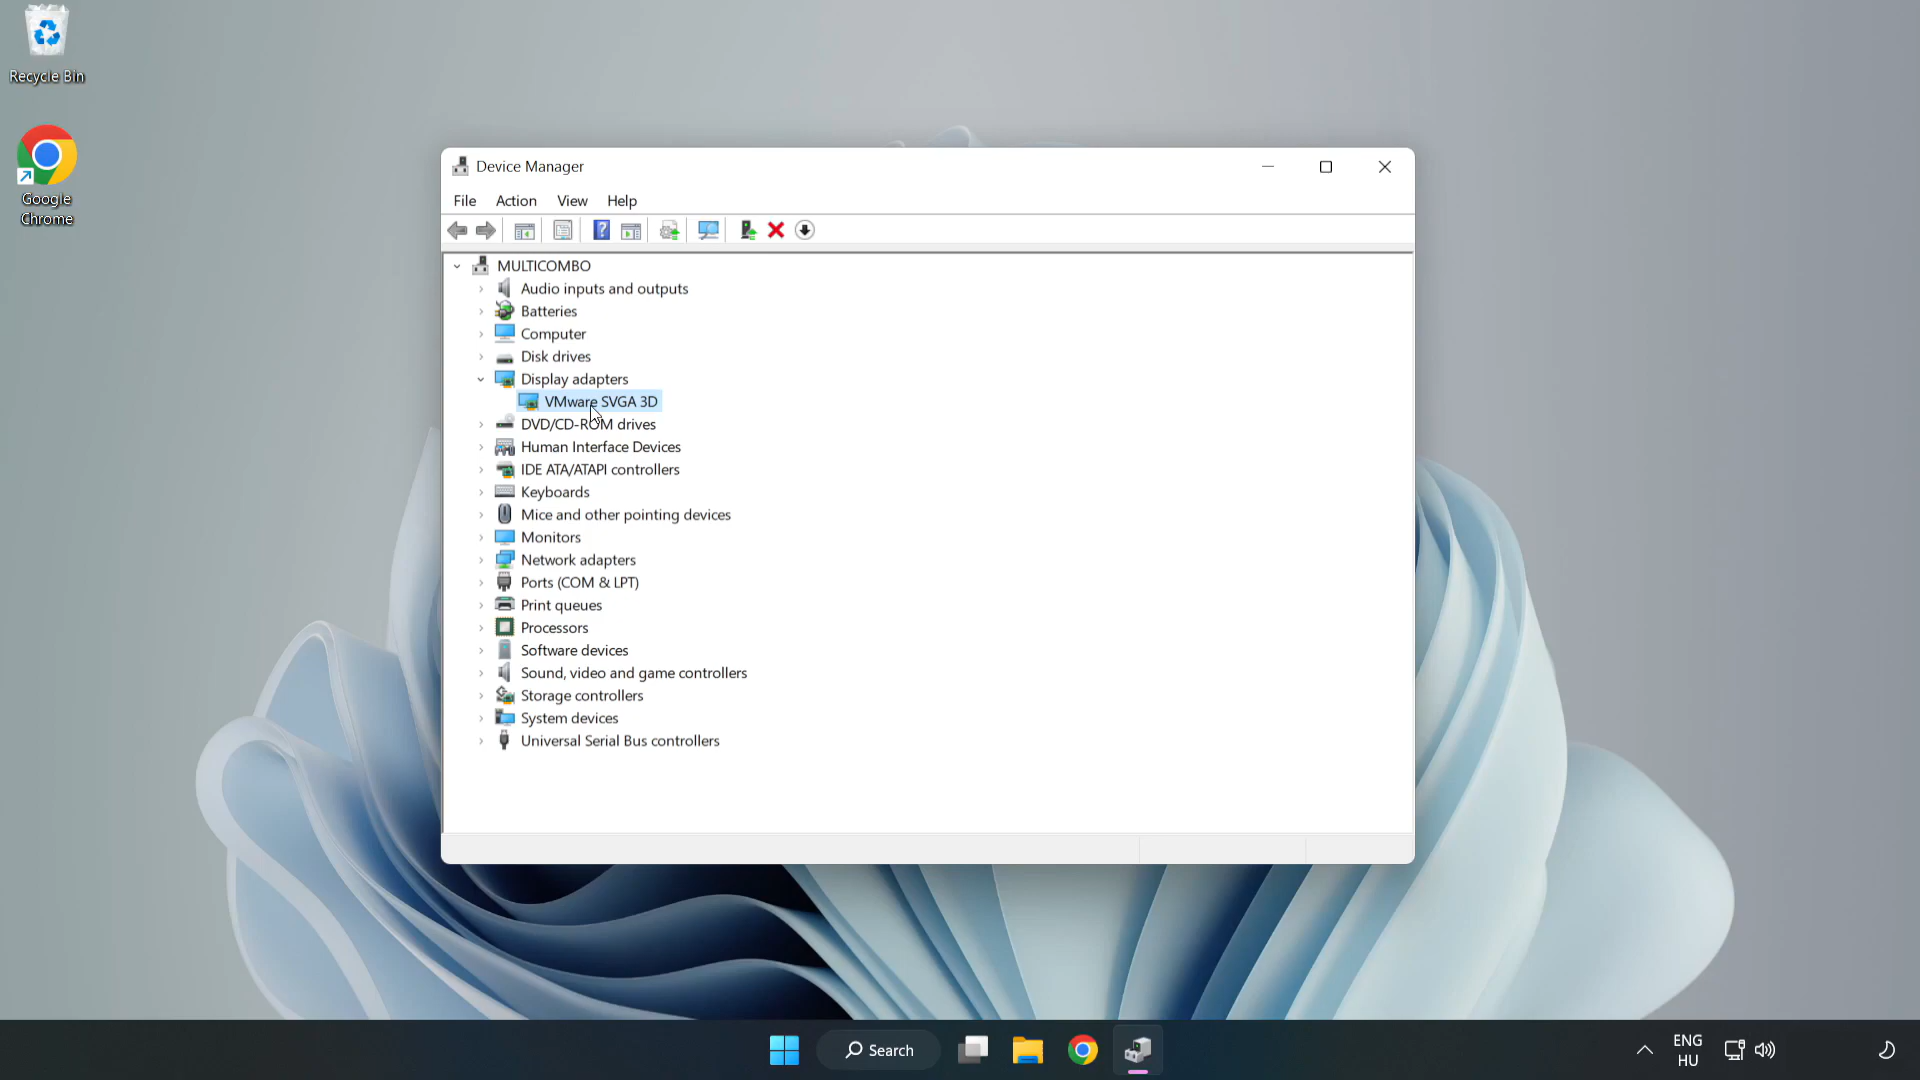 Recycle Bin
Google
Chrome
Device Manager
File Action View Help
MULTICOMBO
Audio inputs and outputs
Batteries
Computer
Disk drives
Display adapters
VMware SVGA 3D
DVD/CD-ROM drives
Human Interface Devices
IDE ATA/ATAPI controllers
Keyboards
Mice and other pointing devices
Monitors
Network adapters
Ports (COM & LPT)
Print queues
Processors
Software devices
Sound, video and game controllers
Storage controllers
System devices
Universal Serial Bus controllers
Search
ENG
HU